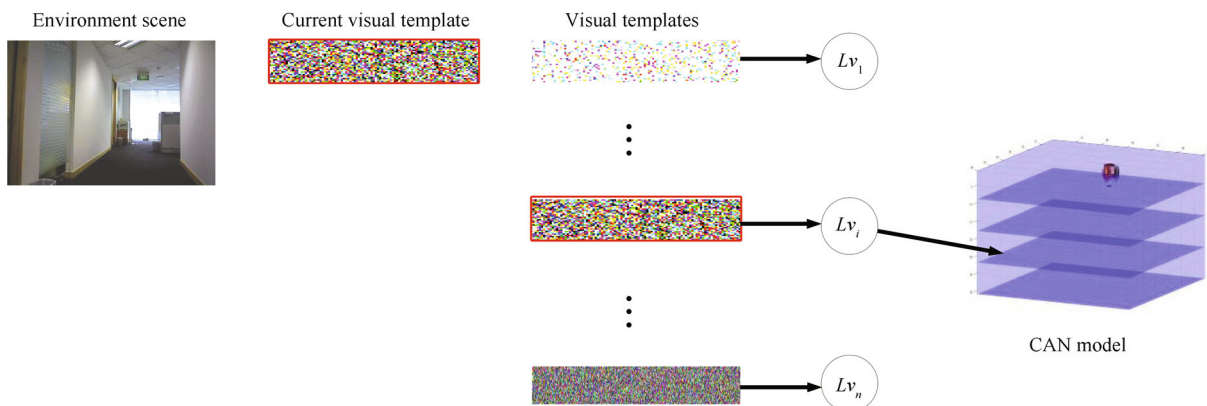 Environment scene
Current visual template
Visual templates
Lv₁
Lvᵢ
Lvₙ
CAN model